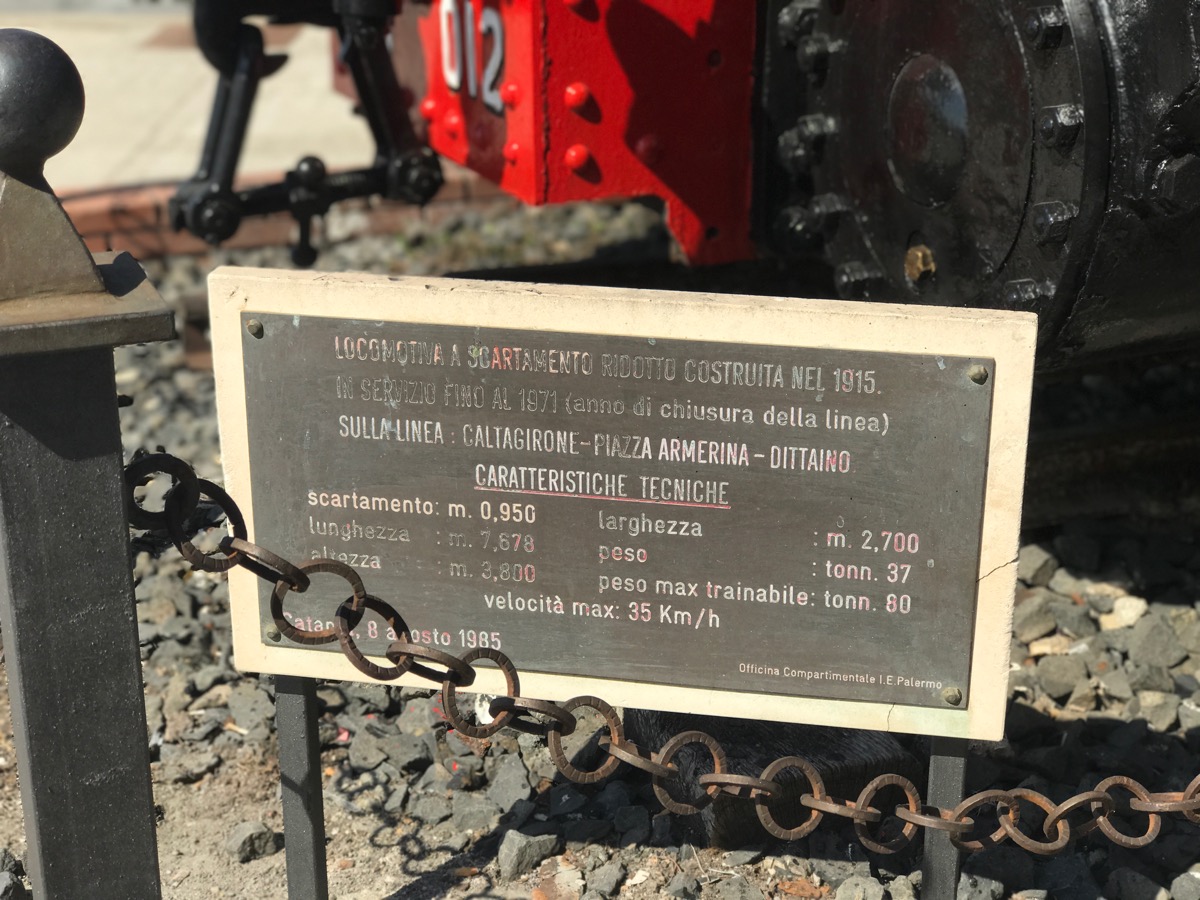 012
LOCOMOTIVA A SCARTAMENTO RIDOTTO COSTRUITA NEL 1915.
IN SERVIZIO FINO AL 1971 (anno di chiusura della linea)
SULLA LINEA : CALTAGIRONE-PIAZZA ARMERINA - DITTAINO
CARATTERISTICHE TECNICHE
scartamento: m. 0,950 larghezza : m. 2,700
lunghezza : m. 7,678 peso : tonn. 37
altezza : m. 3,800 peso max trainabile: tonn. 80
velocità max: 35 Km/h
8 agosto 1985
Officina Compartimentale I.E. Palermo